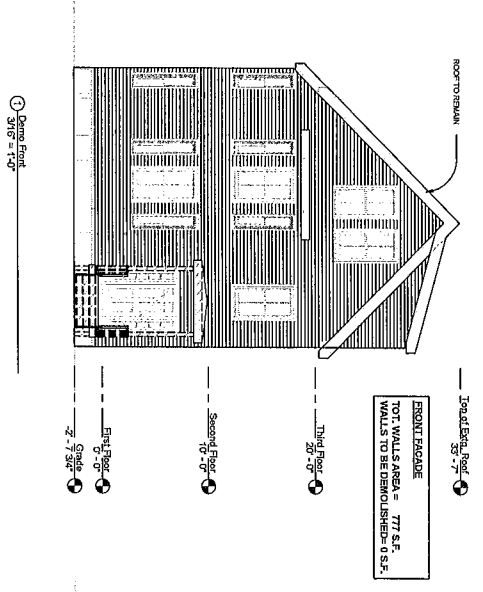 ROOF TO REMAIN
Top of Extg. Roof
33' - 7"
FRONT FACADE
TOT. WALLS AREA = 777 S.F.
WALLS TO BE DEMOLISHED= 0 S.F.
Third Floor
20' - 0"
Second Floor
10' - 0"
First Floor
0' - 0"
Grade
-2' - 7 3/4"
1 Demo Front
3/16" = 1'-0"